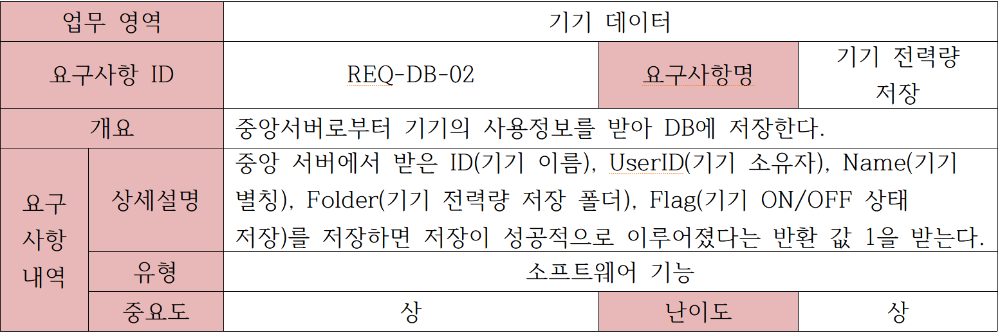 업무 영역
기기 데이터
요구사항 ID
REQ-DB-02
요구사항명
기기 전력량
저장
개요
중앙서버로부터 기기의 사용정보를 받아 DB에 저장한다.
요구
사항
내역
상세설명
중앙 서버에서 받은 ID(기기 이름), UserID(기기 소유자), Name(기기
별칭), Folder(기기 전력량 저장 폴더), Flag(기기 ON/OFF 상태
저장)를 저장하면 저장이 성공적으로 이루어졌다는 반환 값 1을 받는다.
유형
소프트웨어 기능
중요도
상
난이도
상